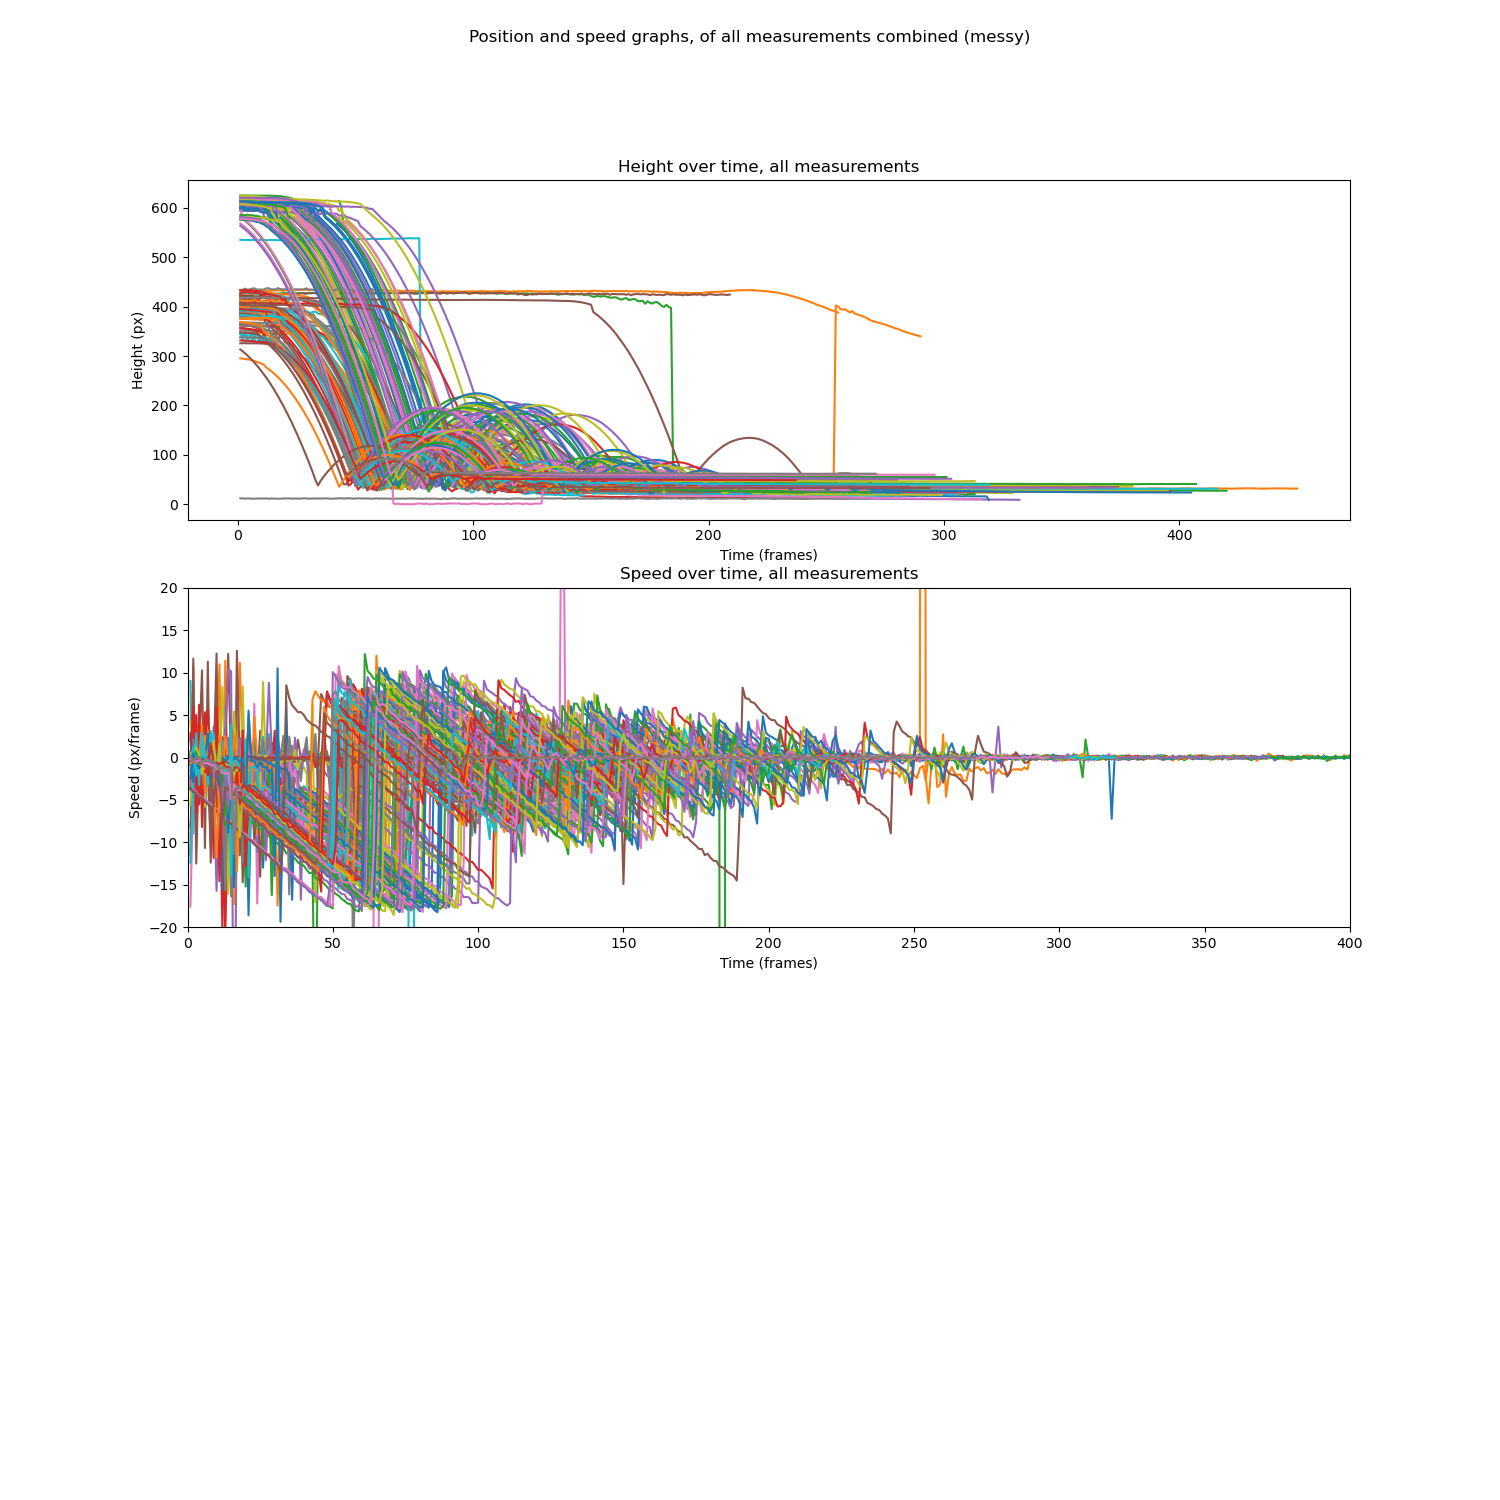 Position and speed graphs, of all measurements combined (messy)
Height over time, all measurements
600
500
400
300
200
100
0
Height (px)
0 100 200 300 400
Time (frames)
Speed over time, all measurements
20
15
10
5
0
−5
−10
−15
−20
Speed (px/frame)
0 50 100 150 200 250 300 350 400
Time (frames)